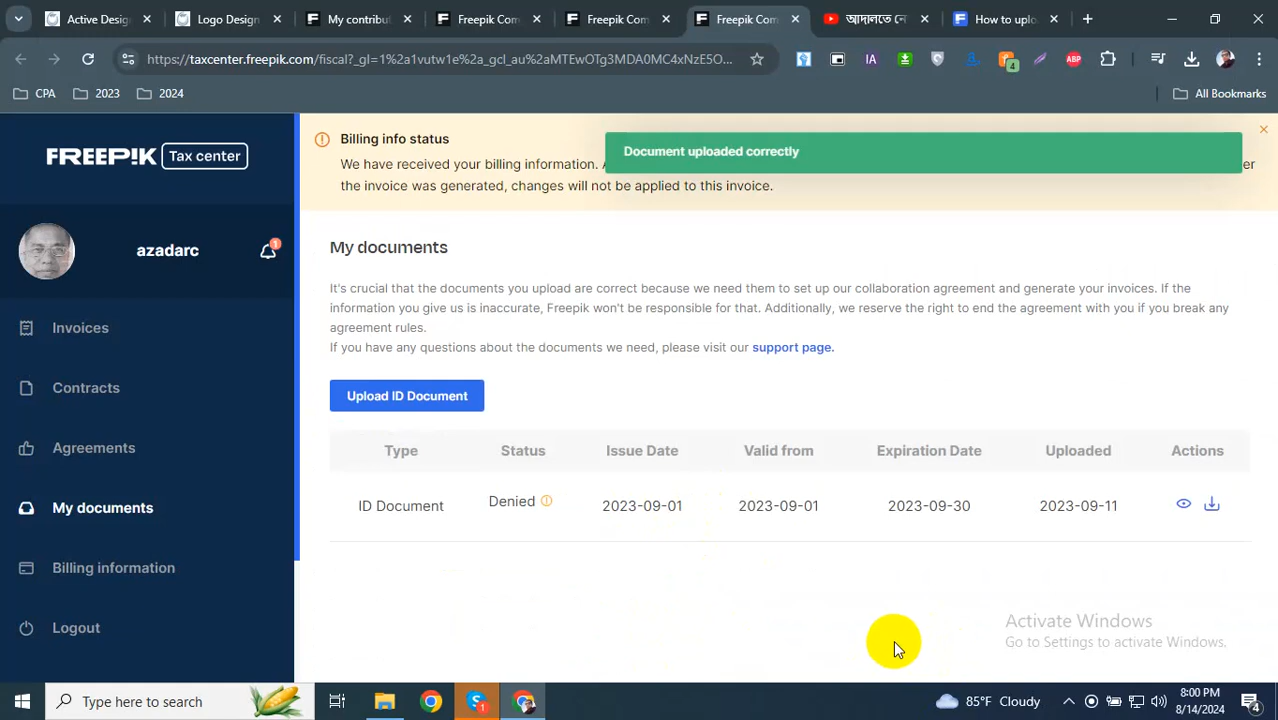 Active Desig
Logo Design
My contribut
Freepik Com
Freepik Com
Freepik Com
আদালতে নে
How to uplo
https://taxcenter.freepik.com/fiscal?_gl=1%2a1vutw1e%2a_gcl_au%2aMTEwOTg3MDA0MC4xNzE5O...
IA
4
ABP
CPA
2023
2024
All Bookmarks
FREEPIK Tax center
Billing info status
Document uploaded correctly
We have received your billing information. A
er
the invoice was generated, changes will not be applied to this invoice.
azadarc
1
My documents
It's crucial that the documents you upload are correct because we need them to set up our collaboration agreement and generate your invoices. If the
information you give us is inaccurate, Freepik won't be responsible for that. Additionally, we reserve the right to end the agreement with you if you break any
agreement rules.
If you have any questions about the documents we need, please visit our support page.
Invoices
Contracts
Agreements
My documents
Billing information
Logout
Upload ID Document
Type Status Issue Date Valid from Expiration Date Uploaded Actions
ID Document Denied 2023-09-01 2023-09-01 2023-09-30 2023-09-11
Activate Windows
Go to Settings to activate Windows.
Type here to search
1
85°F Cloudy
8:00 PM
8/14/2024
4